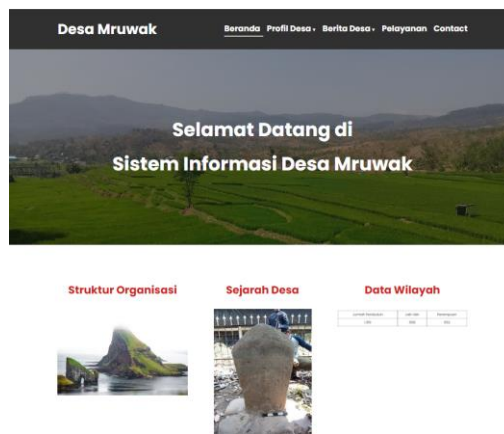 Desa Mruwak
Beranda Profil Desa Berita Desa Pelayanan Contact
Selamat Datang di
Sistem Informasi Desa Mruwak
Struktur Organisasi Sejarah Desa Data Wilayah